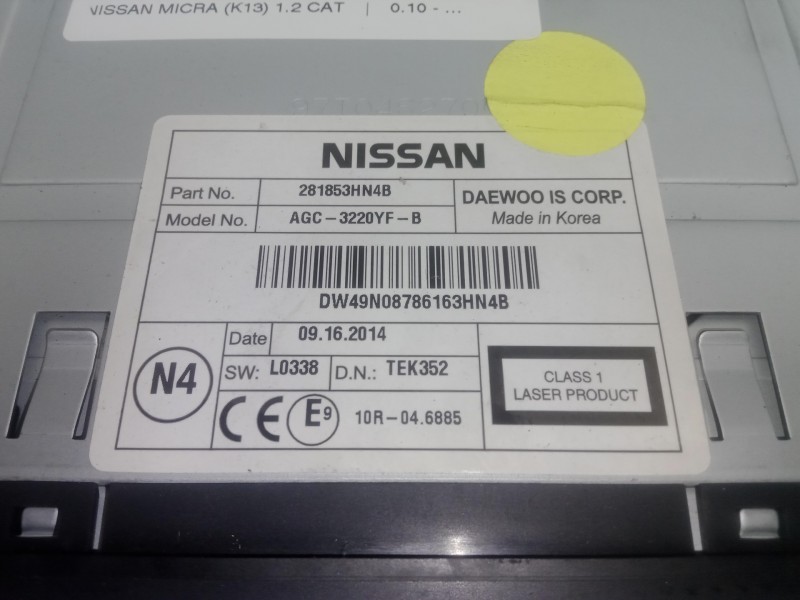 NISSAN MICRA (K13) 1.2 CAT | 0.10 - ...
NISSAN
Part No. 281853HN4B
Model No. AGC-3220YF-B
DAEWOO IS CORP.
Made in Korea
DW49N08786163HN4B
N4
Date 09.16.2014
SW: L0338 D.N.: TEK352
CE E9 10R-04.6885
CLASS 1
LASER PRODUCT